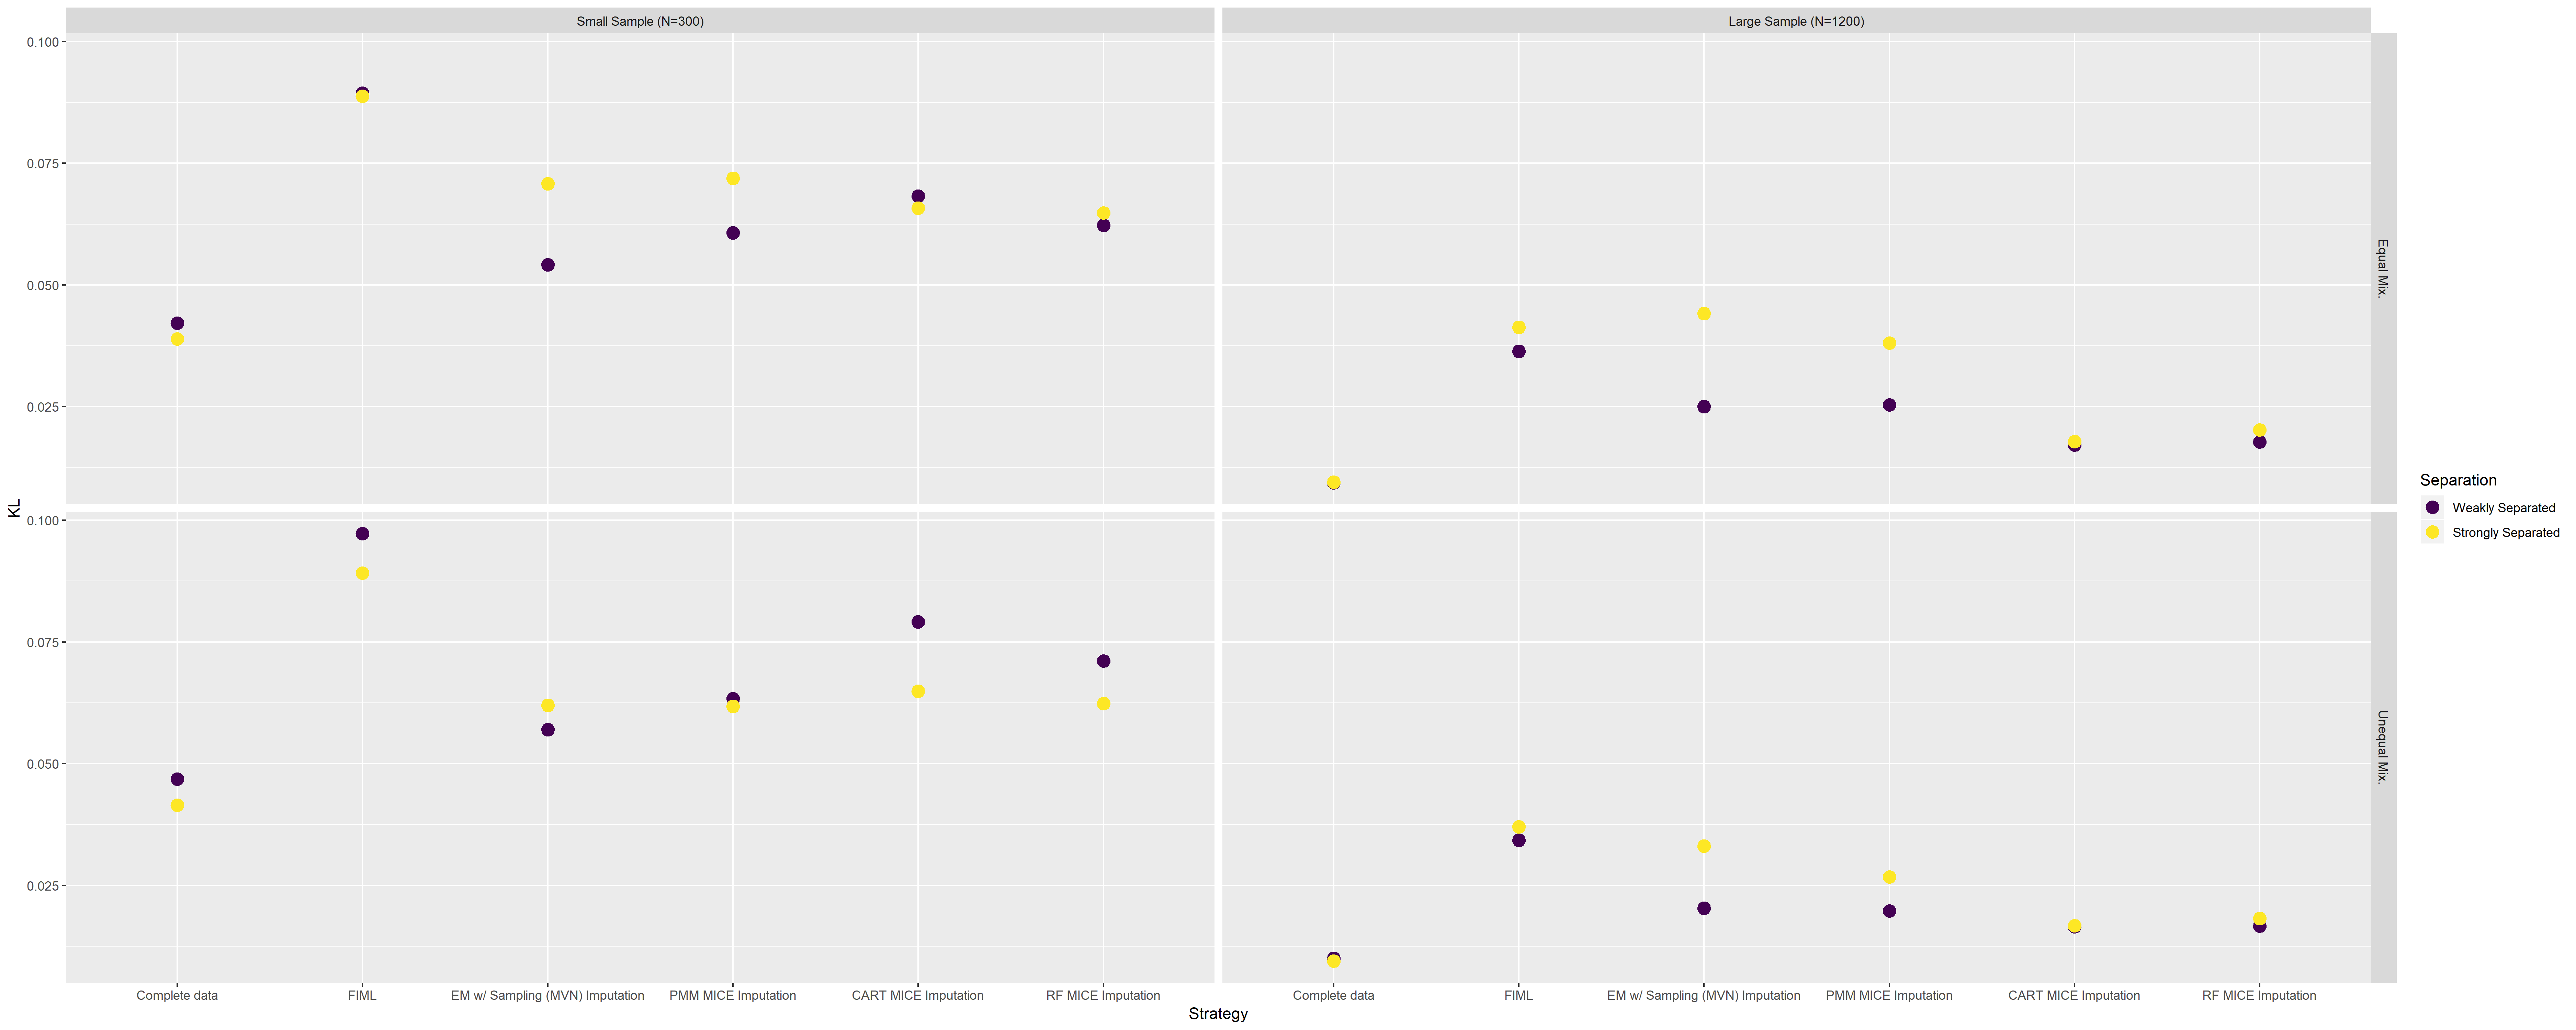 Small Sample (N=300)
Large Sample (N=1200)
0.100
0.075
0.050
0.025
Equal Mix.
KL
0.100
0.075
0.050
0.025
Unequal Mix.
Separation
Weakly Separated
Strongly Separated
Complete data
FIML
EM w/ Sampling (MVN) Imputation
PMM MICE Imputation
CART MICE Imputation
RF MICE Imputation
Complete data
FIML
EM w/ Sampling (MVN) Imputation
PMM MICE Imputation
CART MICE Imputation
RF MICE Imputation
Strategy